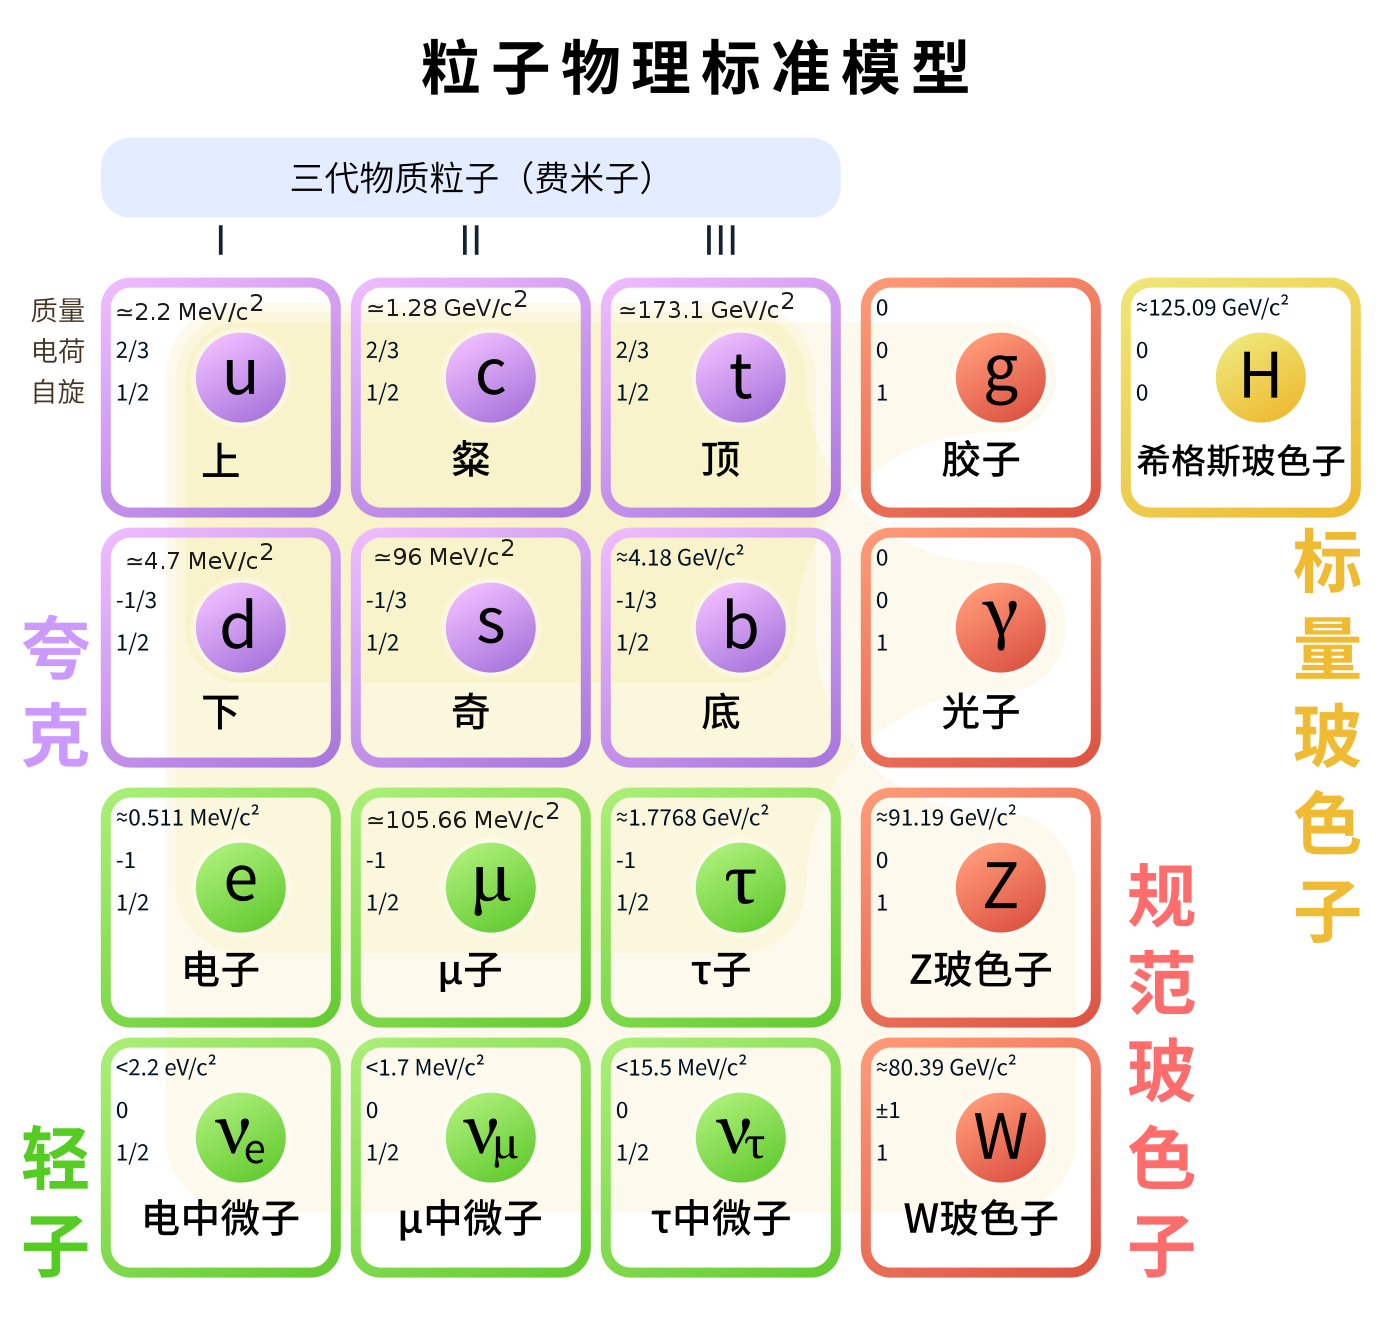 粒子物理标准模型
三代物质粒子（费米子）
I
II
III
质量
电荷
自旋
≃2.2 MeV/c²
2/3
1/2
u
上
≃1.28 GeV/c²
2/3
1/2
c
粲
≃173.1 GeV/c²
2/3
1/2
t
顶
0
0
1
g
胶子
≈125.09 GeV/c²
0
0
H
希格斯玻色子
≃4.7 MeV/c²
-1/3
1/2
d
下
≃96 MeV/c²
-1/3
1/2
s
奇
≈4.18 GeV/c²
-1/3
1/2
b
底
0
0
1
γ
光子
夸克
≈0.511 MeV/c²
-1
1/2
e
电子
≃105.66 MeV/c²
-1
1/2
μ
μ子
≈1.7768 GeV/c²
-1
1/2
τ
τ子
≈91.19 GeV/c²
0
1
Z
Z玻色子
<2.2 eV/c²
0
1/2
νe
电中微子
<1.7 MeV/c²
0
1/2
νμ
μ中微子
<15.5 MeV/c²
0
1/2
ντ
τ中微子
≈80.39 GeV/c²
±1
1
W
W玻色子
轻子
规范玻色子
标量玻色子